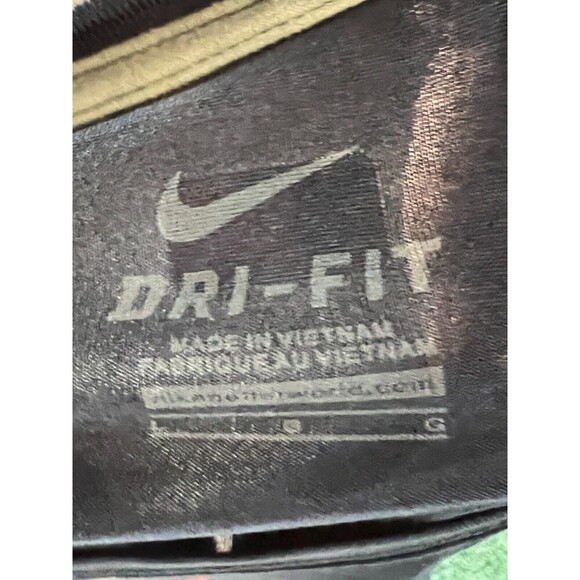 DRI-FIT
MADE IN VIETNAM
FABRIQUE AU VIETNAM
L G G